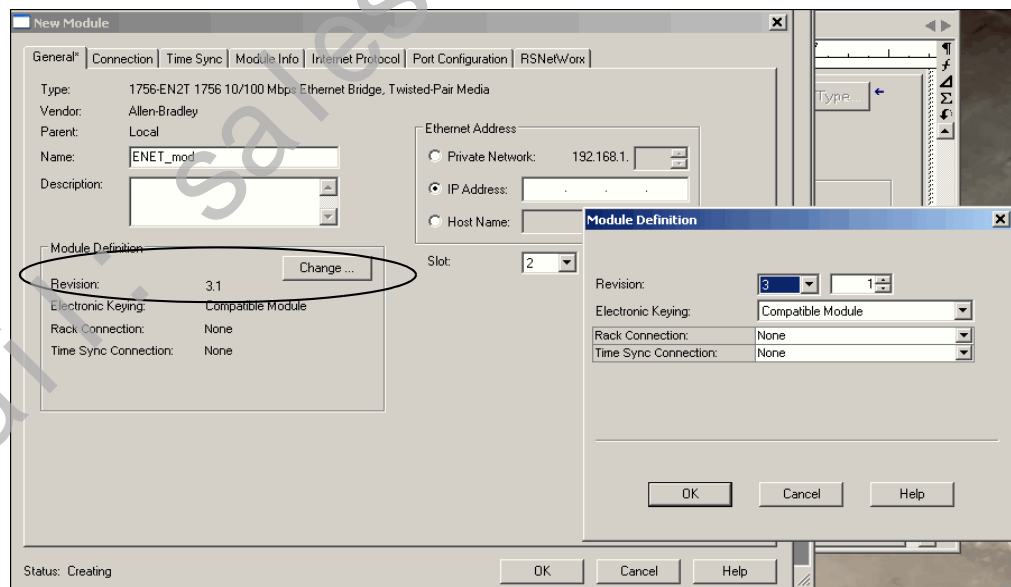 New Module
General* Connection Time Sync Module Info Internet Protocol Port Configuration RSNetWorx
Type: 1756-EN2T 1756 10/100 Mbps Ethernet Bridge, Twisted-Pair Media
Vendor: Allen-Bradley
Parent: Local
Name: ENET_mod
Description:
Ethernet Address
Private Network: 192.168.1.
IP Address: . . .
Host Name:
Module Definition
Change ...
Revision: 3.1
Electronic Keying: Compatible Module
Rack Connection: None
Time Sync Connection: None
Slot: 2
Status: Creating
OK Cancel Help
Type...
Module Definition
Revision: 3 1
Electronic Keying: Compatible Module
Rack Connection: None
Time Sync Connection: None
OK Cancel Help
sales